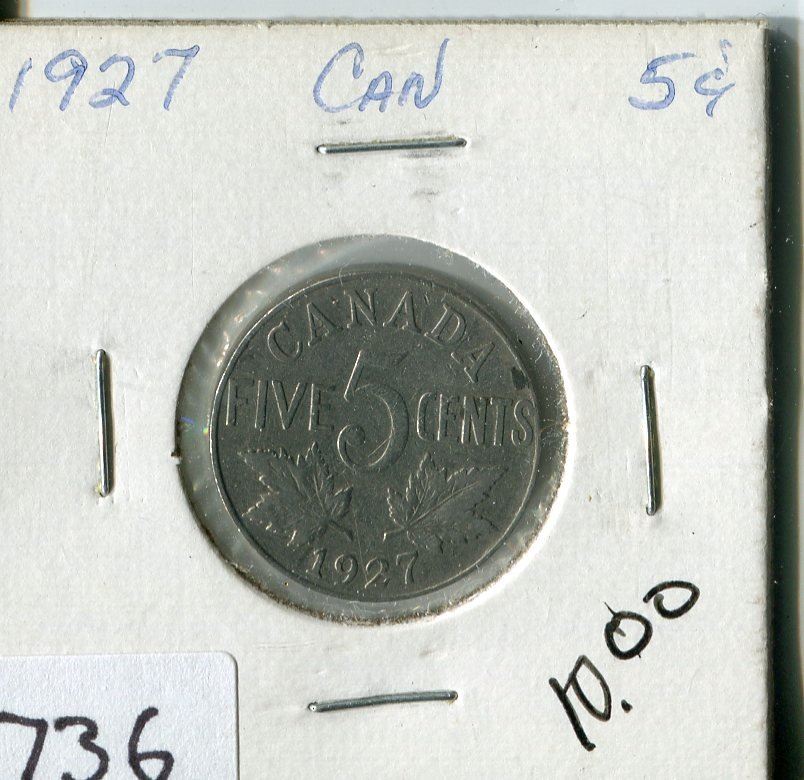 1927 CAN 5¢
CANADA
FIVE 5 CENTS
1927
10.00
736